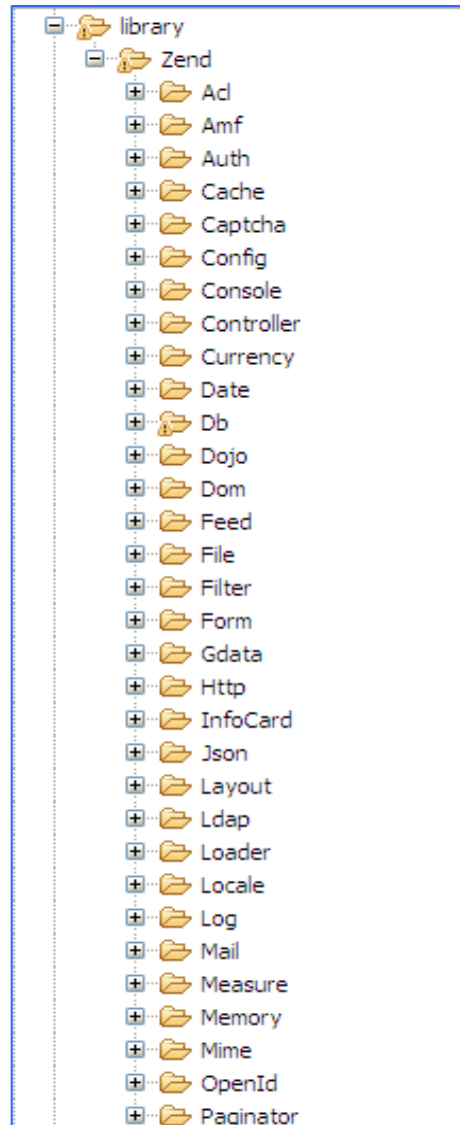 library
Zend
Acl
Amf
Auth
Cache
Captcha
Config
Console
Controller
Currency
Date
Db
Dojo
Dom
Feed
File
Filter
Form
Gdata
Http
InfoCard
Json
Layout
Ldap
Loader
Locale
Log
Mail
Measure
Memory
Mime
OpenId
Paginator